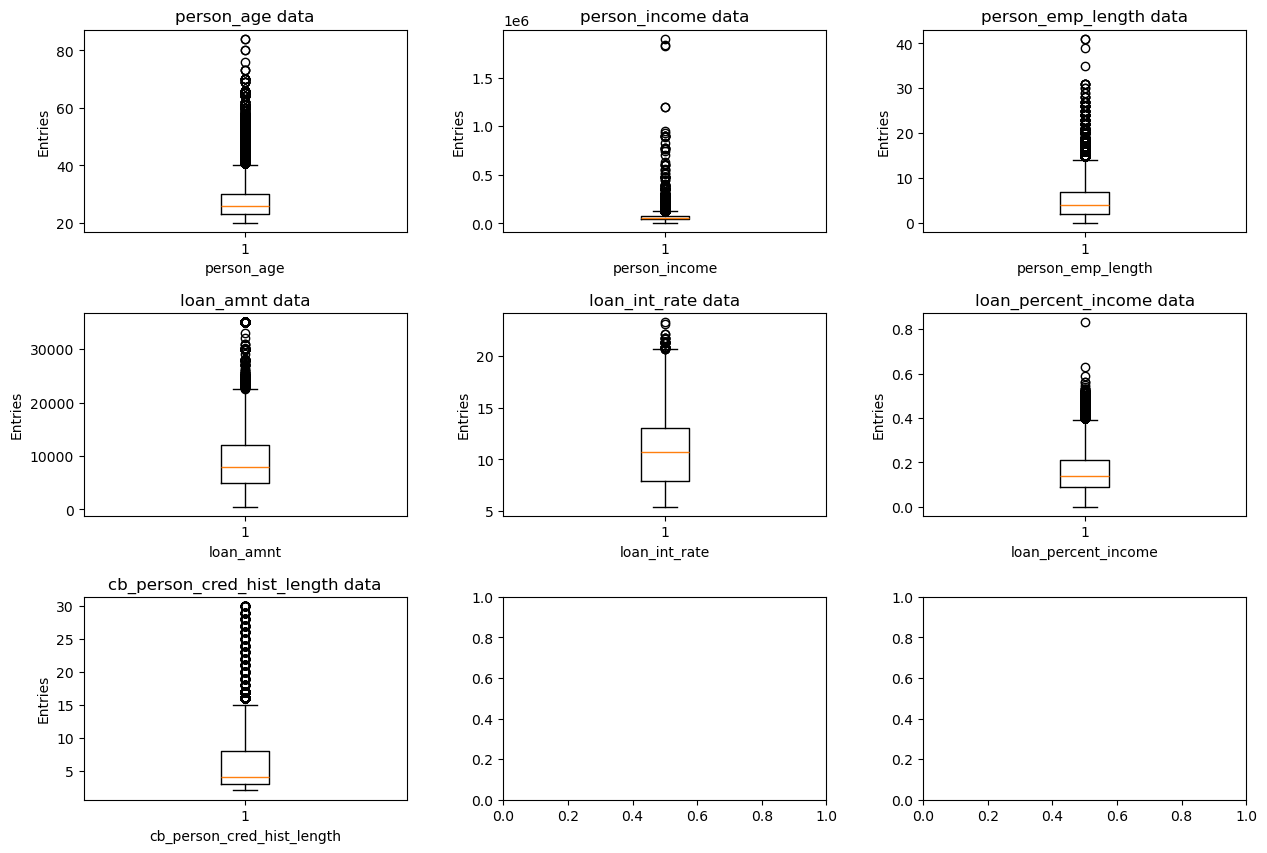 person_age data
Entries
80
60
40
20
1
person_age
person_income data
1e6
Entries
1.5
1.0
0.5
0.0
1
person_income
person_emp_length data
Entries
40
30
20
10
0
1
person_emp_length
loan_amnt data
Entries
30000
20000
10000
0
1
loan_amnt
loan_int_rate data
Entries
20
15
10
5
1
loan_int_rate
loan_percent_income data
Entries
0.8
0.6
0.4
0.2
0.0
1
loan_percent_income
cb_person_cred_hist_length data
Entries
30
25
20
15
10
5
1
cb_person_cred_hist_length
1.0
0.8
0.6
0.4
0.2
0.0
0.0 0.2 0.4 0.6 0.8 1.0
1.0
0.8
0.6
0.4
0.2
0.0
0.0 0.2 0.4 0.6 0.8 1.0